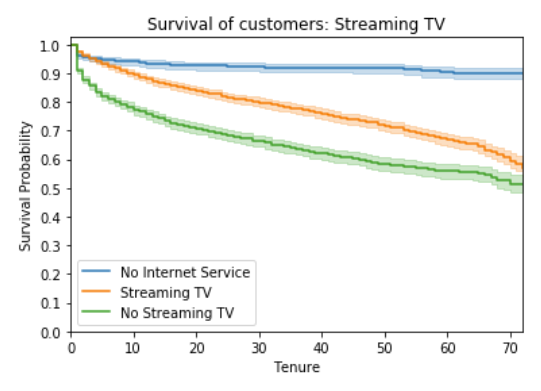 Survival of customers: Streaming TV
Survival Probability
1.0
0.9
0.8
0.7
0.6
0.5
0.4
0.3
0.2
0.1
0.0
No Internet Service
Streaming TV
No Streaming TV
0 10 20 30 40 50 60 70
Tenure